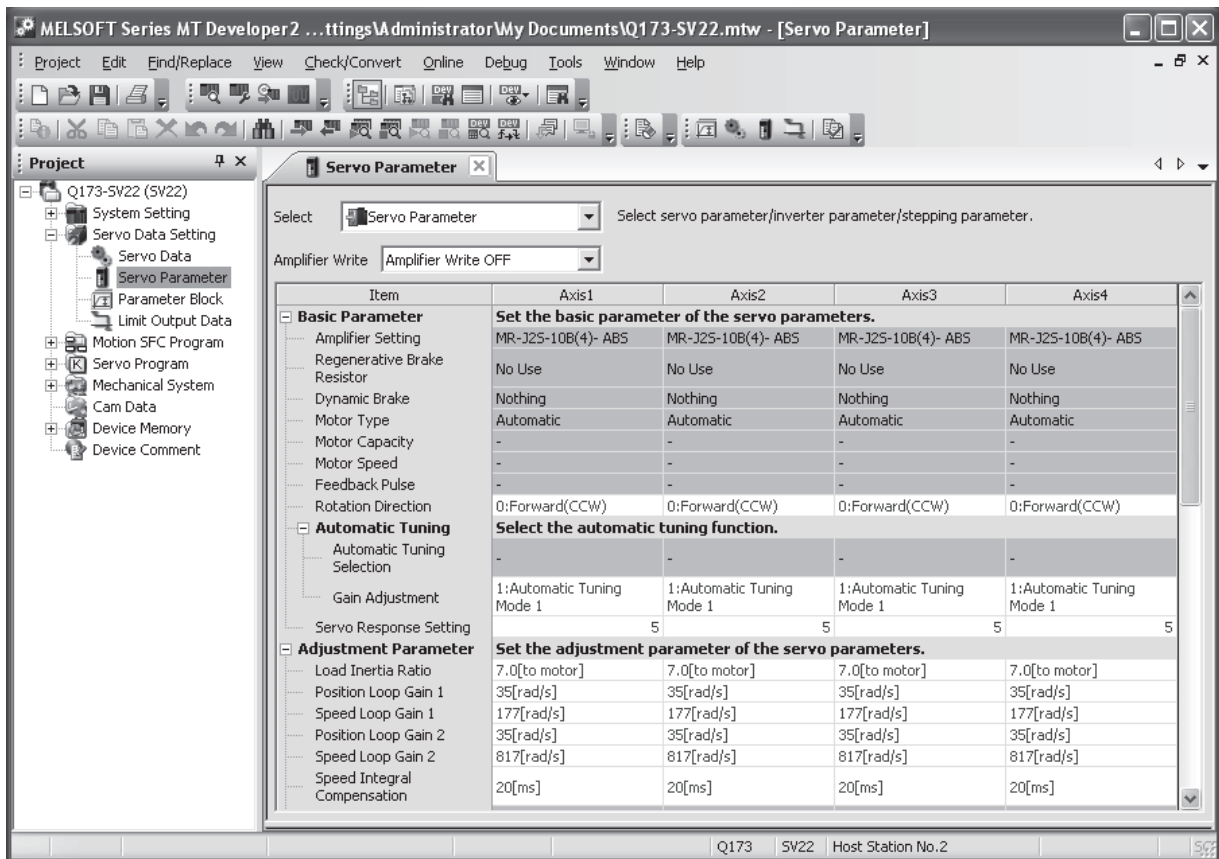 MELSOFT Series MT Developer2 ...ttings\Administrator\My Documents\Q173-SV22.mtw - [Servo Parameter]
Project Edit Find/Replace View Check/Convert Online Debug Tools Window Help
Project
Q173-SV22 (SV22)
System Setting
Servo Data Setting
Servo Data
Servo Parameter
Parameter Block
Limit Output Data
Motion SFC Program
Servo Program
Mechanical System
Cam Data
Device Memory
Device Comment
Servo Parameter
Select Servo Parameter Select servo parameter/inverter parameter/stepping parameter.
Amplifier Write Amplifier Write OFF
Item Axis1 Axis2 Axis3 Axis4
Basic Parameter Set the basic parameter of the servo parameters.
Amplifier Setting MR-J2S-10B(4)- ABS MR-J2S-10B(4)- ABS MR-J2S-10B(4)- ABS MR-J2S-10B(4)- ABS
Regenerative Brake
Resistor No Use No Use No Use No Use
Dynamic Brake Nothing Nothing Nothing Nothing
Motor Type Automatic Automatic Automatic Automatic
Motor Capacity - - - -
Motor Speed - - - -
Feedback Pulse - - - -
Rotation Direction 0:Forward(CCW) 0:Forward(CCW) 0:Forward(CCW) 0:Forward(CCW)
Automatic Tuning Select the automatic tuning function.
Automatic Tuning
Selection - - - -
Gain Adjustment 1:Automatic Tuning 1:Automatic Tuning 1:Automatic Tuning 1:Automatic Tuning
Mode 1 Mode 1 Mode 1 Mode 1
Servo Response Setting 5 5 5 5
Adjustment Parameter Set the adjustment parameter of the servo parameters.
Load Inertia Ratio 7.0[to motor] 7.0[to motor] 7.0[to motor] 7.0[to motor]
Position Loop Gain 1 35[rad/s] 35[rad/s] 35[rad/s] 35[rad/s]
Speed Loop Gain 1 177[rad/s] 177[rad/s] 177[rad/s] 177[rad/s]
Position Loop Gain 2 35[rad/s] 35[rad/s] 35[rad/s] 35[rad/s]
Speed Loop Gain 2 817[rad/s] 817[rad/s] 817[rad/s] 817[rad/s]
Speed Integral
Compensation 20[ms] 20[ms] 20[ms] 20[ms]
Q173 SV22 Host Station No.2